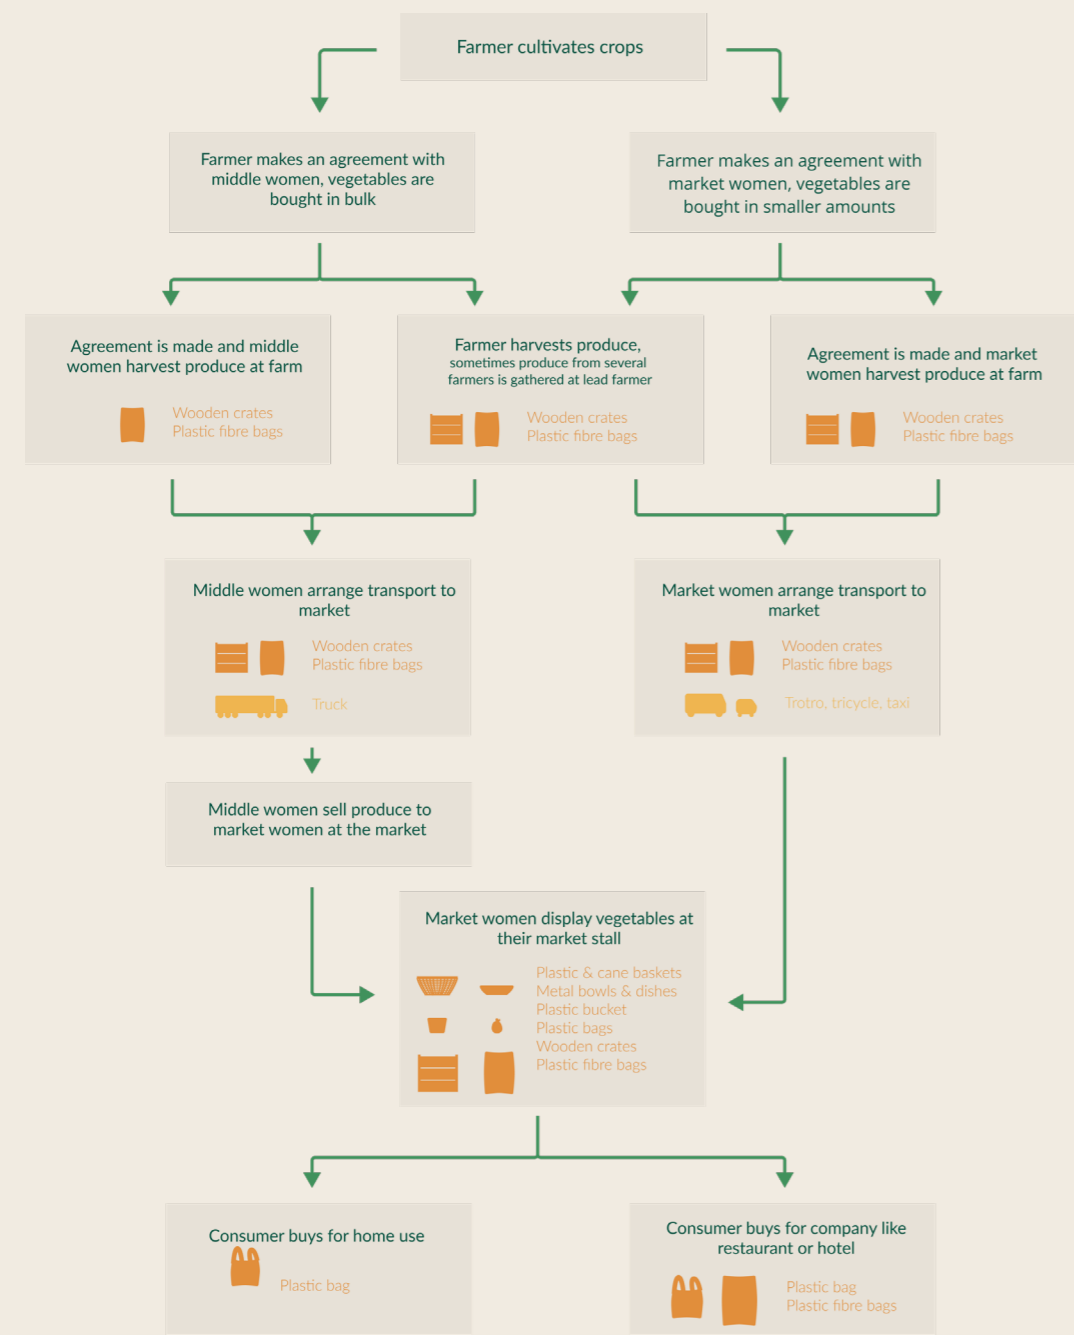 Farmer cultivates crops
Farmer makes an agreement with
middle women, vegetables are
bought in bulk
Farmer makes an agreement with
market women, vegetables are
bought in smaller amounts
Agreement is made and middle
women harvest produce at farm
Wooden crates
Plastic fibre bags
Farmer harvests produce,
sometimes produce from several
farmers is gathered at lead farmer
Wooden crates
Plastic fibre bags
Agreement is made and market
women harvest produce at farm
Wooden crates
Plastic fibre bags
Middle women arrange transport to
market
Wooden crates
Plastic fibre bags
Truck
Market women arrange transport to
market
Wooden crates
Plastic fibre bags
Trotro, tricycle, taxi
Middle women sell produce to
market women at the market
Market women display vegetables at
their market stall
Plastic & cane baskets
Metal bowls & dishes
Plastic bucket
Plastic bags
Wooden crates
Plastic fibre bags
Consumer buys for home use
Plastic bag
Consumer buys for company like
restaurant or hotel
Plastic bag
Plastic fibre bags